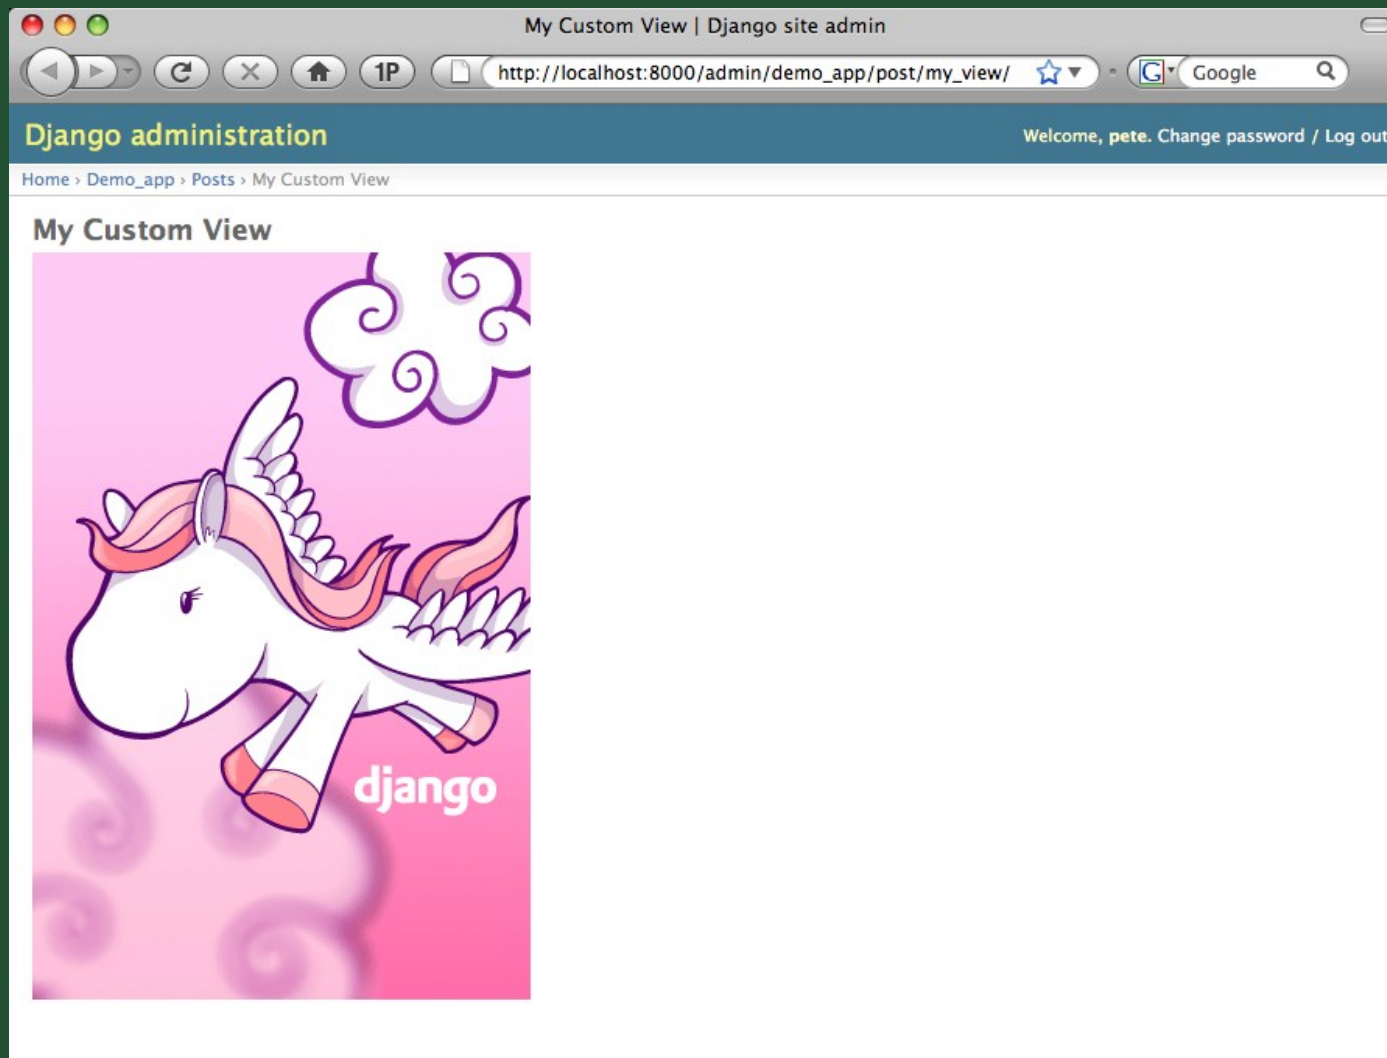 My Custom View | Django site admin
1P http://localhost:8000/admin/demo_app/post/my_view/ G Google
Django administration
Welcome, pete. Change password / Log out
Home › Demo_app › Posts › My Custom View
My Custom View
django